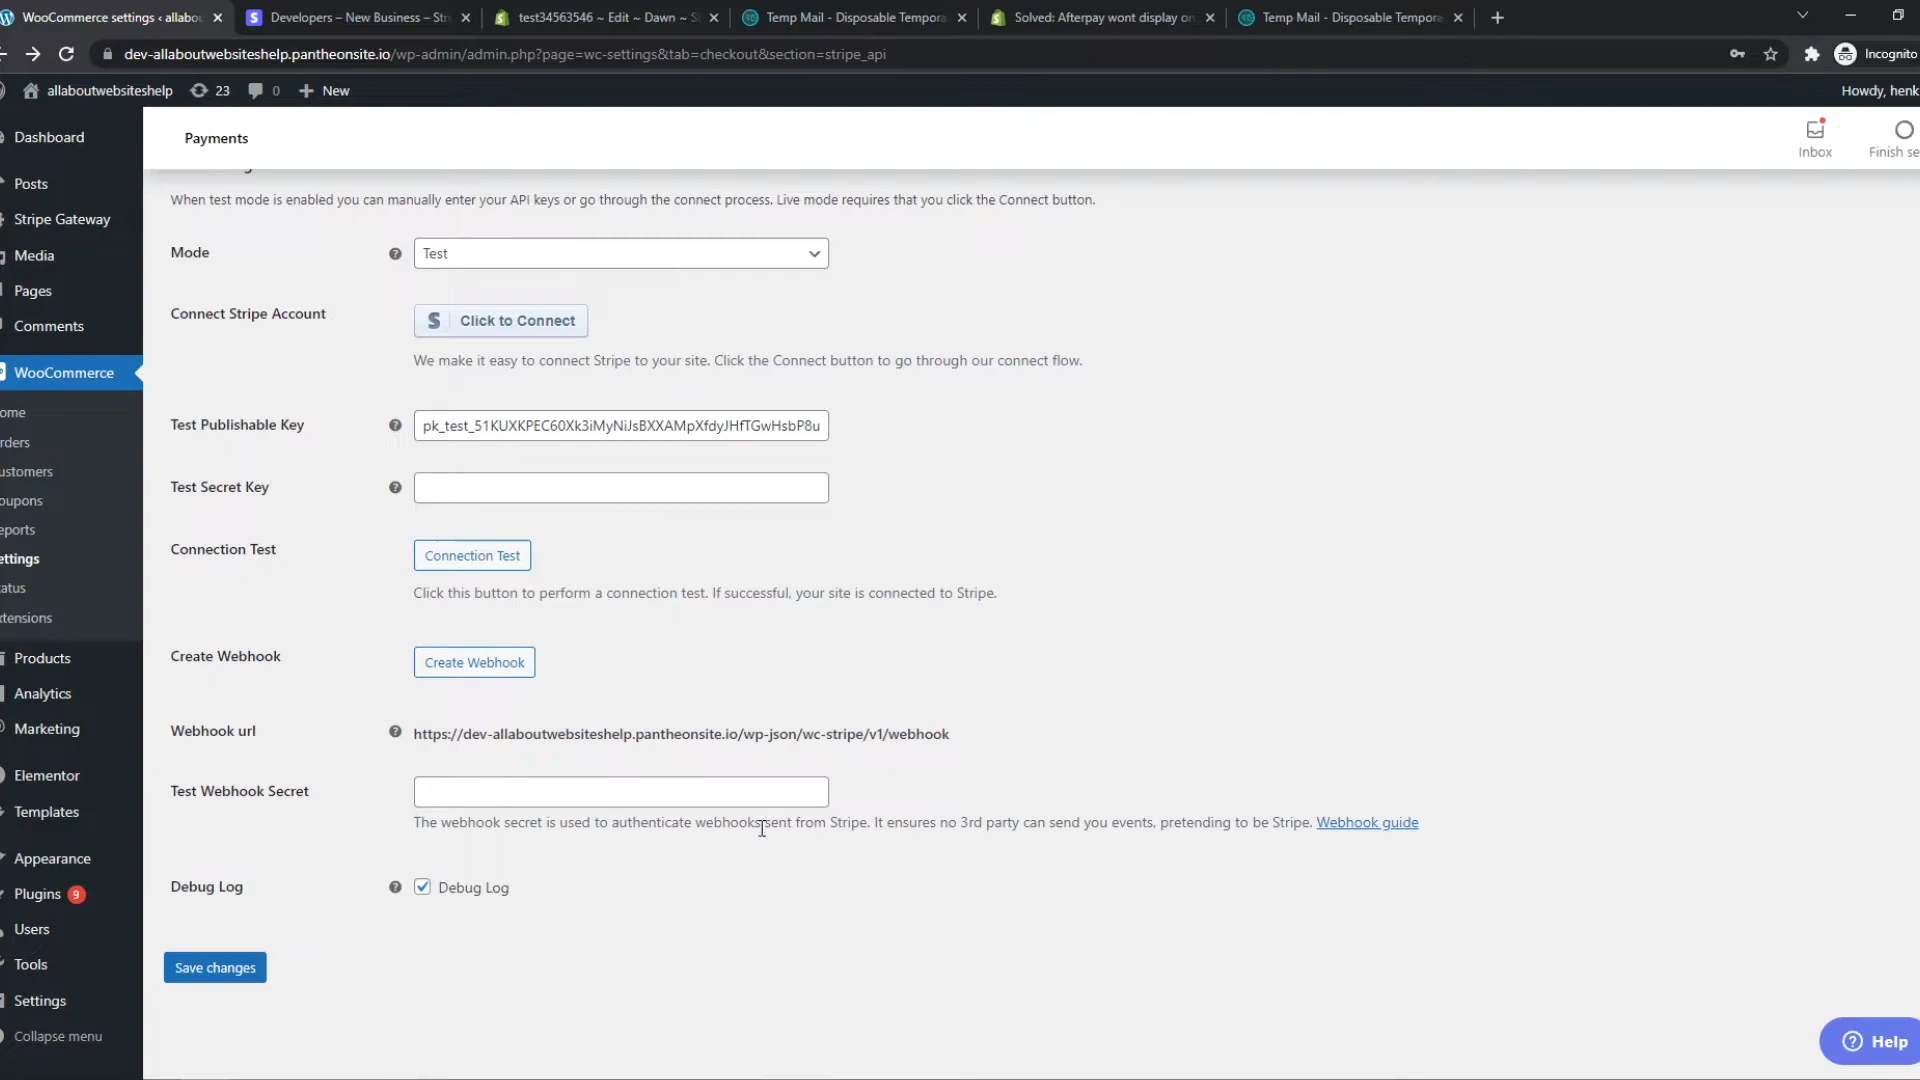 WooCommerce settings ‹ allabou
Developers – New Business – Str
test34563546 ~ Edit ~ Dawn ~ S
Temp Mail - Disposable Tempora
Solved: Afterpay wont display on
Temp Mail - Disposable Tempora
dev-allaboutwebsiteshelp.pantheonsite.io/wp-admin/admin.php?page=wc-settings&tab=checkout&section=stripe_api
Incognito
allaboutwebsiteshelp
23
0
New
Howdy, henk
Dashboard
Posts
Stripe Gateway
Media
Pages
Comments
WooCommerce
ome
rders
ustomers
oupons
eports
ettings
tatus
xtensions
Products
Analytics
Marketing
Elementor
Templates
Appearance
Plugins 9
Users
Tools
Settings
Collapse menu
Payments
Inbox
Finish se
When test mode is enabled you can manually enter your API keys or go through the connect process. Live mode requires that you click the Connect button.
Mode
Test
Connect Stripe Account
S Click to Connect
We make it easy to connect Stripe to your site. Click the Connect button to go through our connect flow.
Test Publishable Key
pk_test_51KUXKPEC60Xk3iMyNiJsBXXAMpXfdyJHfTGwHsbP8u
Test Secret Key
Connection Test
Connection Test
Click this button to perform a connection test. If successful, your site is connected to Stripe.
Create Webhook
Create Webhook
Webhook url
https://dev-allaboutwebsiteshelp.pantheonsite.io/wp-json/wc-stripe/v1/webhook
Test Webhook Secret
The webhook secret is used to authenticate webhooks sent from Stripe. It ensures no 3rd party can send you events, pretending to be Stripe. Webhook guide
Debug Log
Debug Log
Save changes
Help